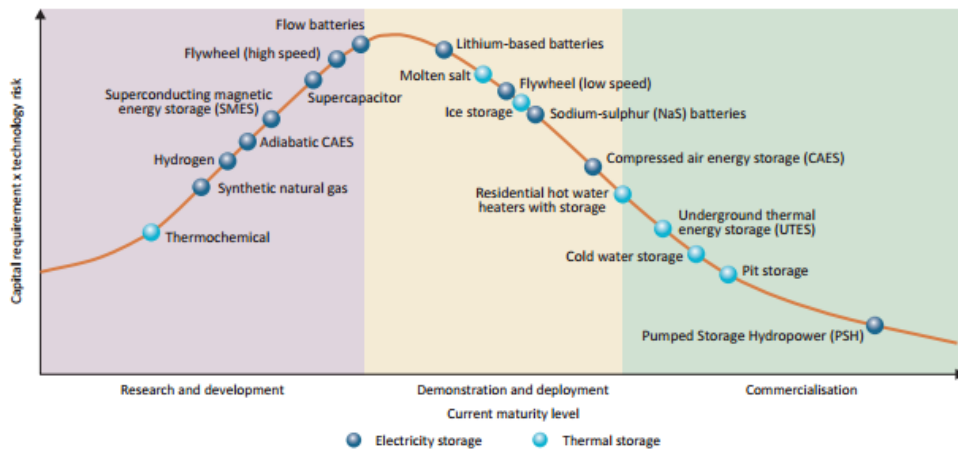 Capital requirement x technology risk
Flow batteries
Flywheel (high speed)
Supercapacitor
Superconducting magnetic
energy storage (SMES)
Adiabatic CAES
Hydrogen
Synthetic natural gas
Thermochemical
Lithium-based batteries
Molten salt
Flywheel (low speed)
Ice storage
Sodium-sulphur (NaS) batteries
Compressed air energy storage (CAES)
Residential hot water
heaters with storage
Underground thermal
energy storage (UTES)
Cold water storage
Pit storage
Pumped Storage Hydropower (PSH)
Research and development
Demonstration and deployment
Commercialisation
Current maturity level
Electricity storage
Thermal storage